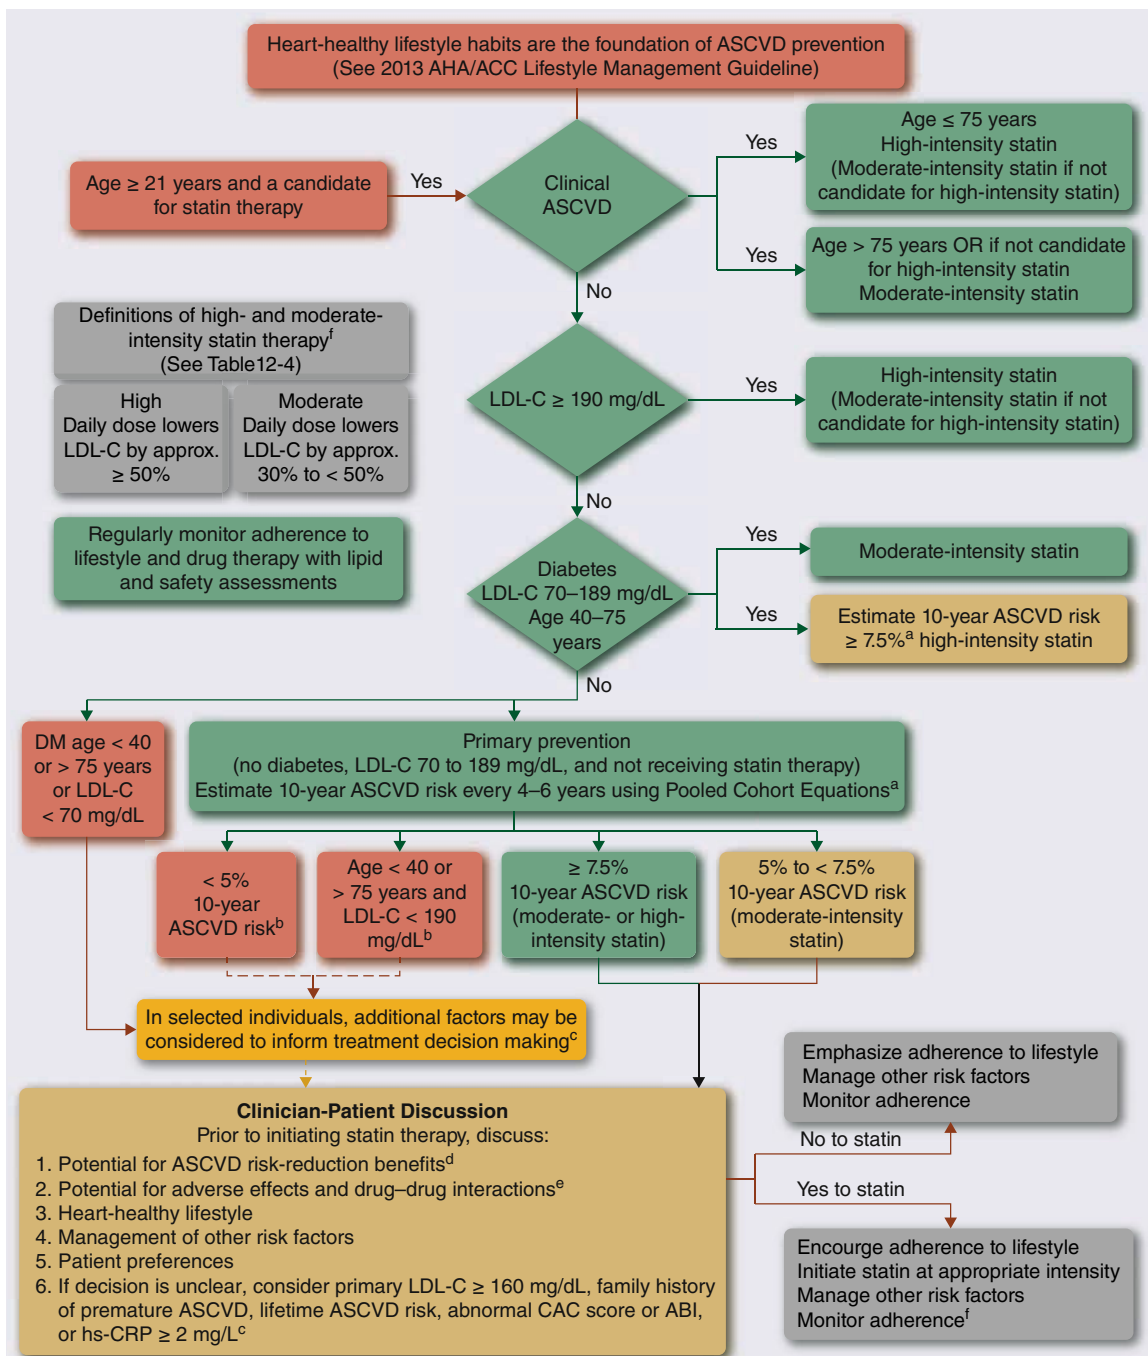 Heart-healthy lifestyle habits are the foundation of ASCVD prevention
(See 2013 AHA/ACC Lifestyle Management Guideline)
Age ≥ 21 years and a candidate
for statin therapy
Yes
Clinical
ASCVD
Yes
Age ≤ 75 years
High-intensity statin
(Moderate-intensity statin if not
candidate for high-intensity statin)
Yes
Age > 75 years OR if not candidate
for high-intensity statin
Moderate-intensity statin
No
Definitions of high- and moderate-
intensity statin therapyᶠ
(See Table12-4)
High
Daily dose lowers
LDL-C by approx.
≥ 50%
Moderate
Daily dose lowers
LDL-C by approx.
30% to < 50%
LDL-C ≥ 190 mg/dL
Yes
High-intensity statin
(Moderate-intensity statin if not
candidate for high-intensity statin)
No
Regularly monitor adherence to
lifestyle and drug therapy with lipid
and safety assessments
Diabetes
LDL-C 70–189 mg/dL
Age 40–75
years
Yes
Moderate-intensity statin
Yes
Estimate 10-year ASCVD risk
≥ 7.5%ᵃ high-intensity statin
No
DM age < 40
or > 75 years
or LDL-C
< 70 mg/dL
Primary prevention
(no diabetes, LDL-C 70 to 189 mg/dL, and not receiving statin therapy)
Estimate 10-year ASCVD risk every 4–6 years using Pooled Cohort Equationsᵃ
< 5%
10-year
ASCVD riskᵇ
Age < 40 or
> 75 years and
LDL-C < 190
mg/dLᵇ
≥ 7.5%
10-year ASCVD risk
(moderate- or high-
intensity statin)
5% to < 7.5%
10-year ASCVD risk
(moderate-intensity
statin)
In selected individuals, additional factors may be
considered to inform treatment decision makingᶜ
Clinician-Patient Discussion
Prior to initiating statin therapy, discuss:
1. Potential for ASCVD risk-reduction benefitsᵈ
2. Potential for adverse effects and drug–drug interactionsᵉ
3. Heart-healthy lifestyle
4. Management of other risk factors
5. Patient preferences
6. If decision is unclear, consider primary LDL-C ≥ 160 mg/dL, family history
of premature ASCVD, lifetime ASCVD risk, abnormal CAC score or ABI,
or hs-CRP ≥ 2 mg/Lᶜ
Emphasize adherence to lifestyle
Manage other risk factors
Monitor adherence
No to statin
Yes to statin
Encourge adherence to lifestyle
Initiate statin at appropriate intensity
Manage other risk factors
Monitor adherenceᶠ